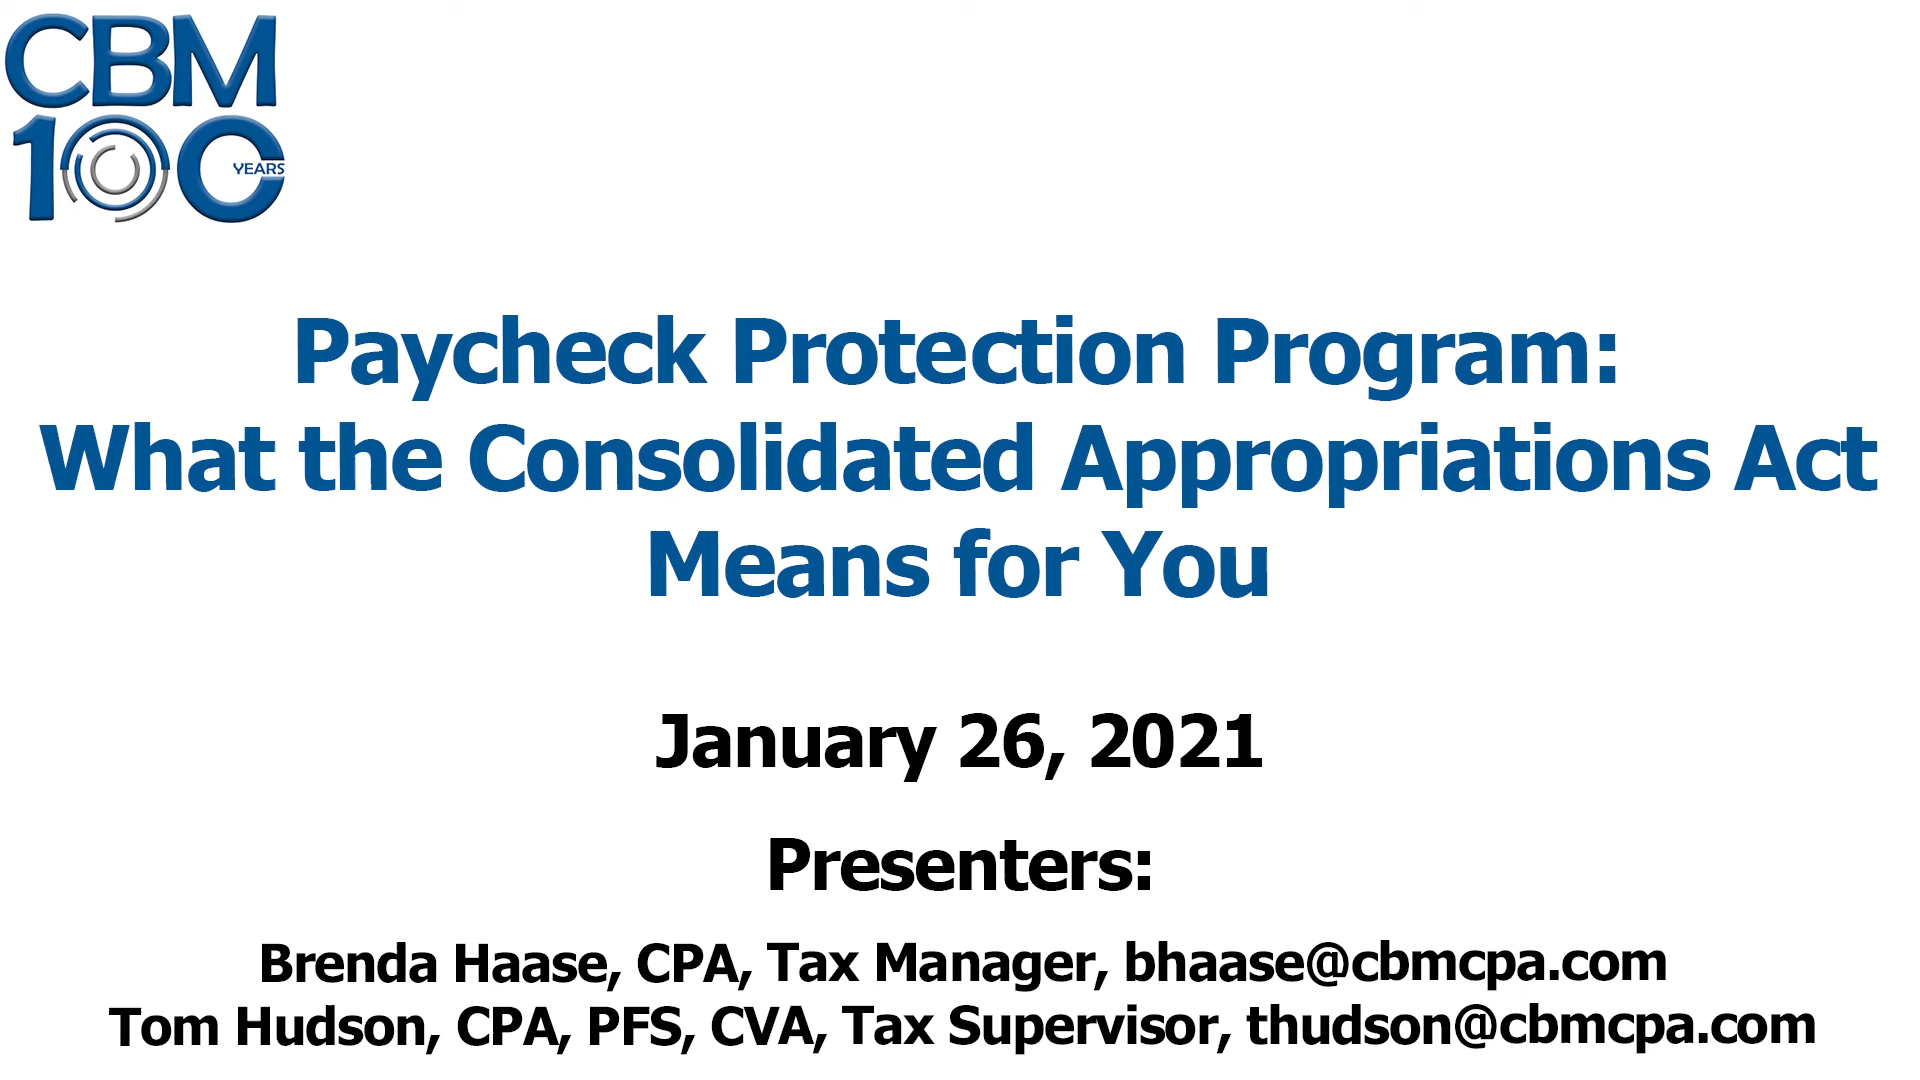 CBM
100
YEARS
Paycheck Protection Program:
What the Consolidated Appropriations Act
Means for You
January 26, 2021
Presenters:
Brenda Haase, CPA, Tax Manager, bhaase@cbmcpa.com
Tom Hudson, CPA, PFS, CVA, Tax Supervisor, thudson@cbmcpa.com